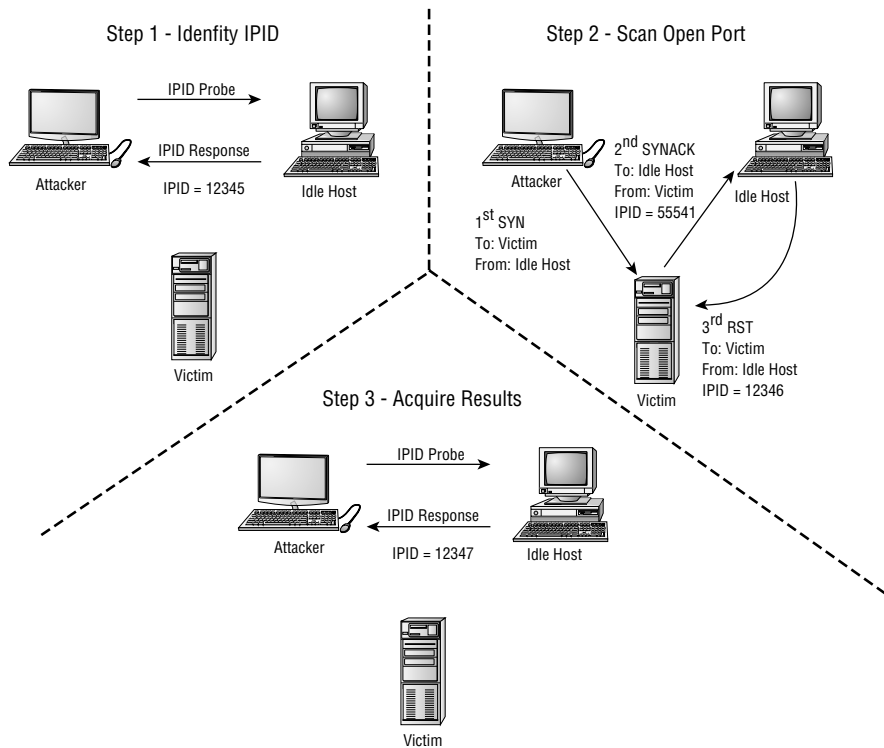 Step 1 - Idenfity IPID
IPID Probe
IPID Response
IPID = 12345
Attacker
Idle Host
Victim
Step 2 - Scan Open Port
Attacker
2nd SYNACK
To: Idle Host
From: Victim
IPID = 55541
Idle Host
1st SYN
To: Victim
From: Idle Host
3rd RST
To: Victim
From: Idle Host
IPID = 12346
Victim
Step 3 - Acquire Results
IPID Probe
IPID Response
IPID = 12347
Attacker
Idle Host
Victim